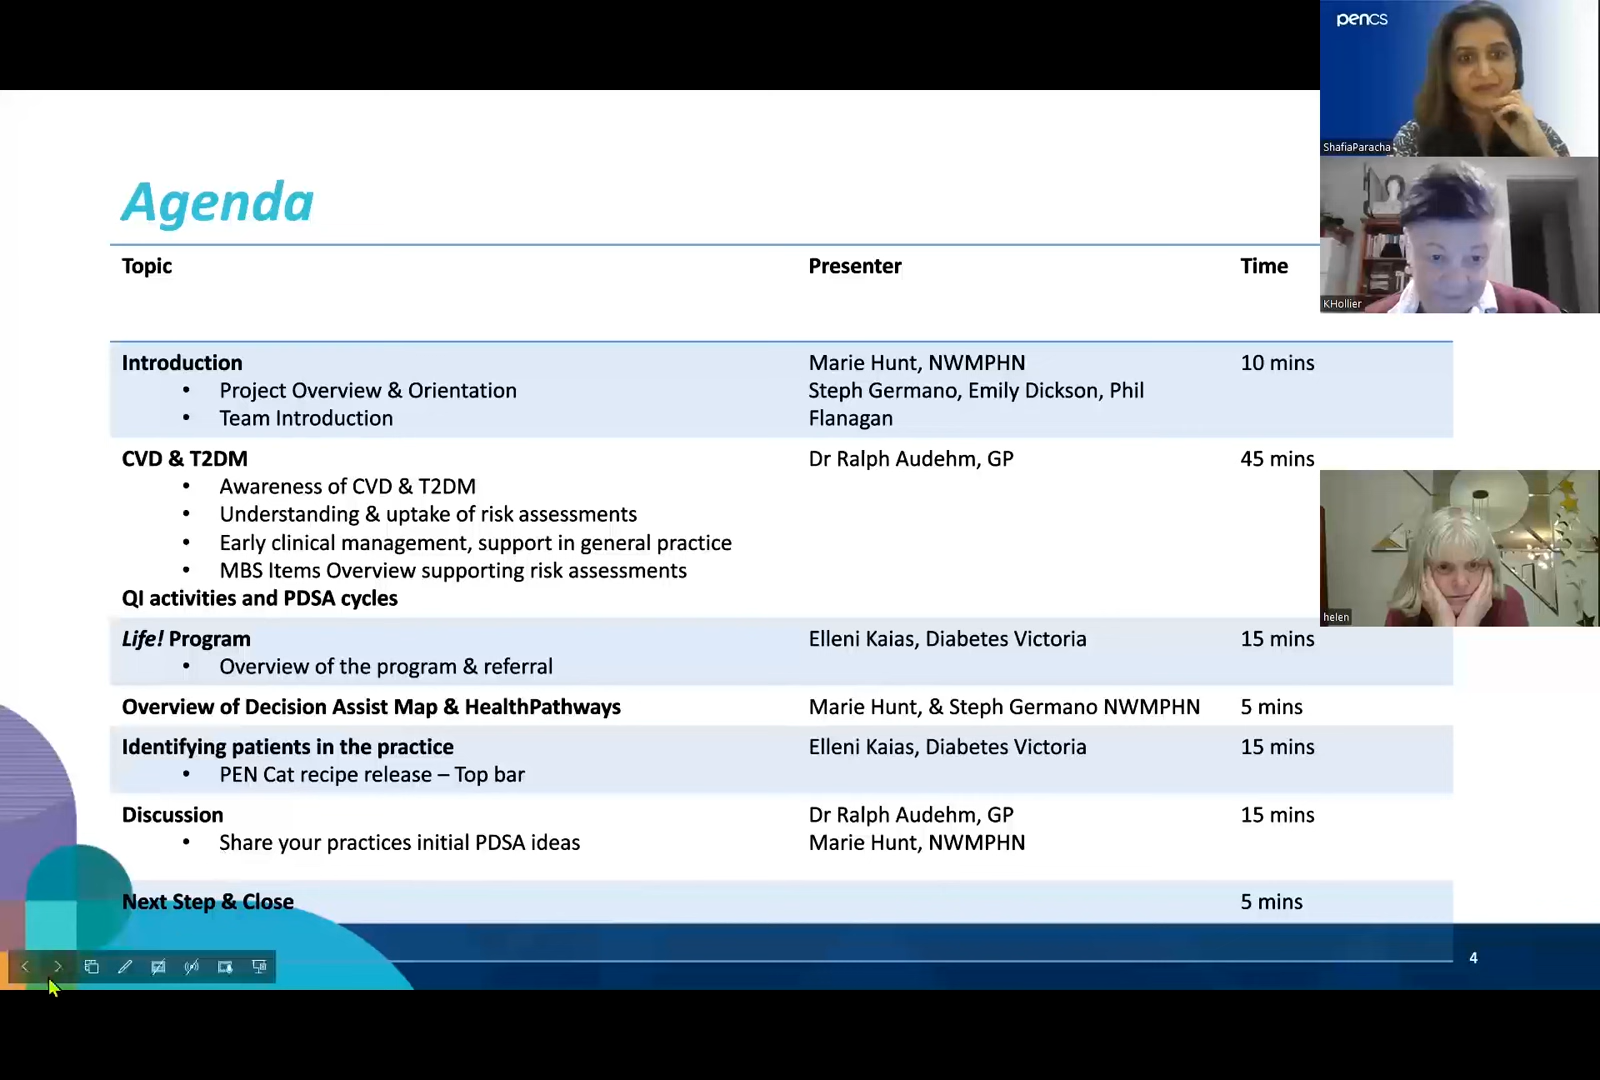 Agenda
Topic Presenter Time
Introduction Marie Hunt, NWMPHN 10 mins
• Project Overview & Orientation Steph Germano, Emily Dickson, Phil
• Team Introduction Flanagan
CVD & T2DM Dr Ralph Audehm, GP 45 mins
• Awareness of CVD & T2DM
• Understanding & uptake of risk assessments
• Early clinical management, support in general practice
• MBS Items Overview supporting risk assessments
QI activities and PDSA cycles
Life! Program Elleni Kaias, Diabetes Victoria 15 mins
• Overview of the program & referral
Overview of Decision Assist Map & HealthPathways Marie Hunt, & Steph Germano NWMPHN 5 mins
Identifying patients in the practice Elleni Kaias, Diabetes Victoria 15 mins
• PEN Cat recipe release – Top bar
Discussion Dr Ralph Audehm, GP 15 mins
• Share your practices initial PDSA ideas Marie Hunt, NWMPHN
Next Step & Close 5 mins
4
pencs
ShafiaParacha
KHollier
helen